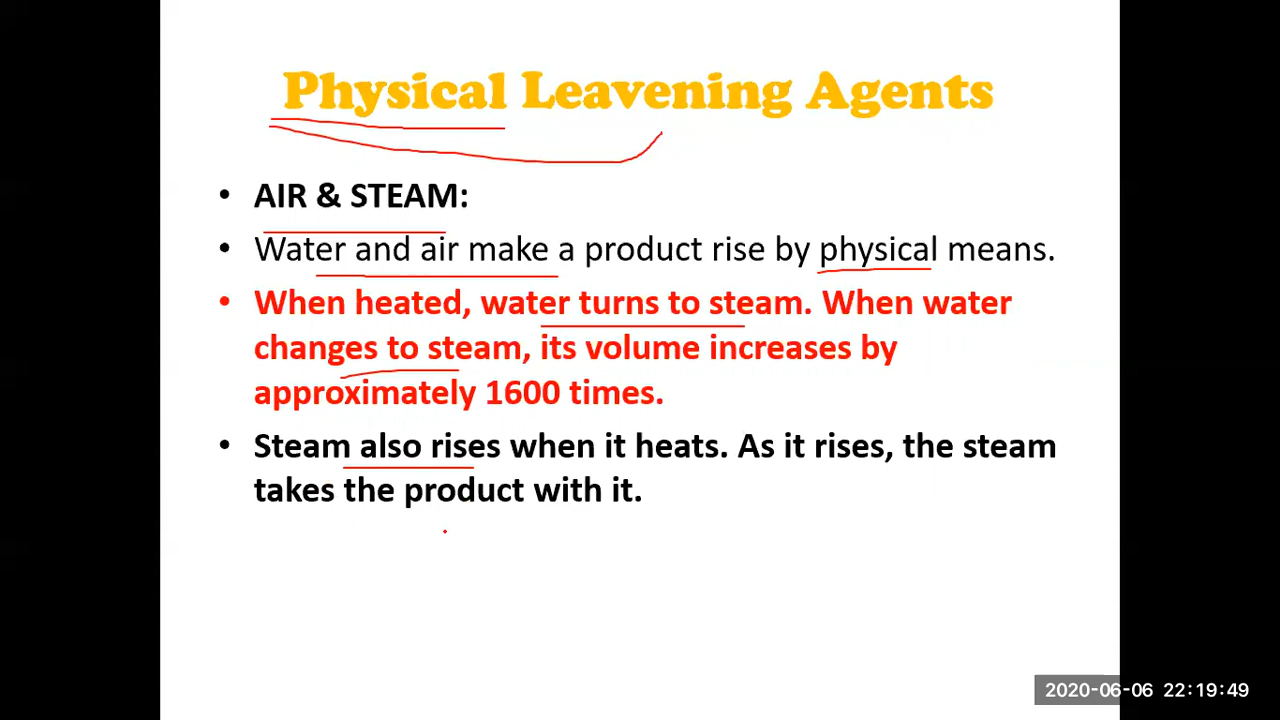 Physical Leavening Agents
• AIR & STEAM:
• Water and air make a product rise by physical means.
• When heated, water turns to steam. When water
changes to steam, its volume increases by
approximately 1600 times.
• Steam also rises when it heats. As it rises, the steam
takes the product with it.
2020-06-06 22:19:49